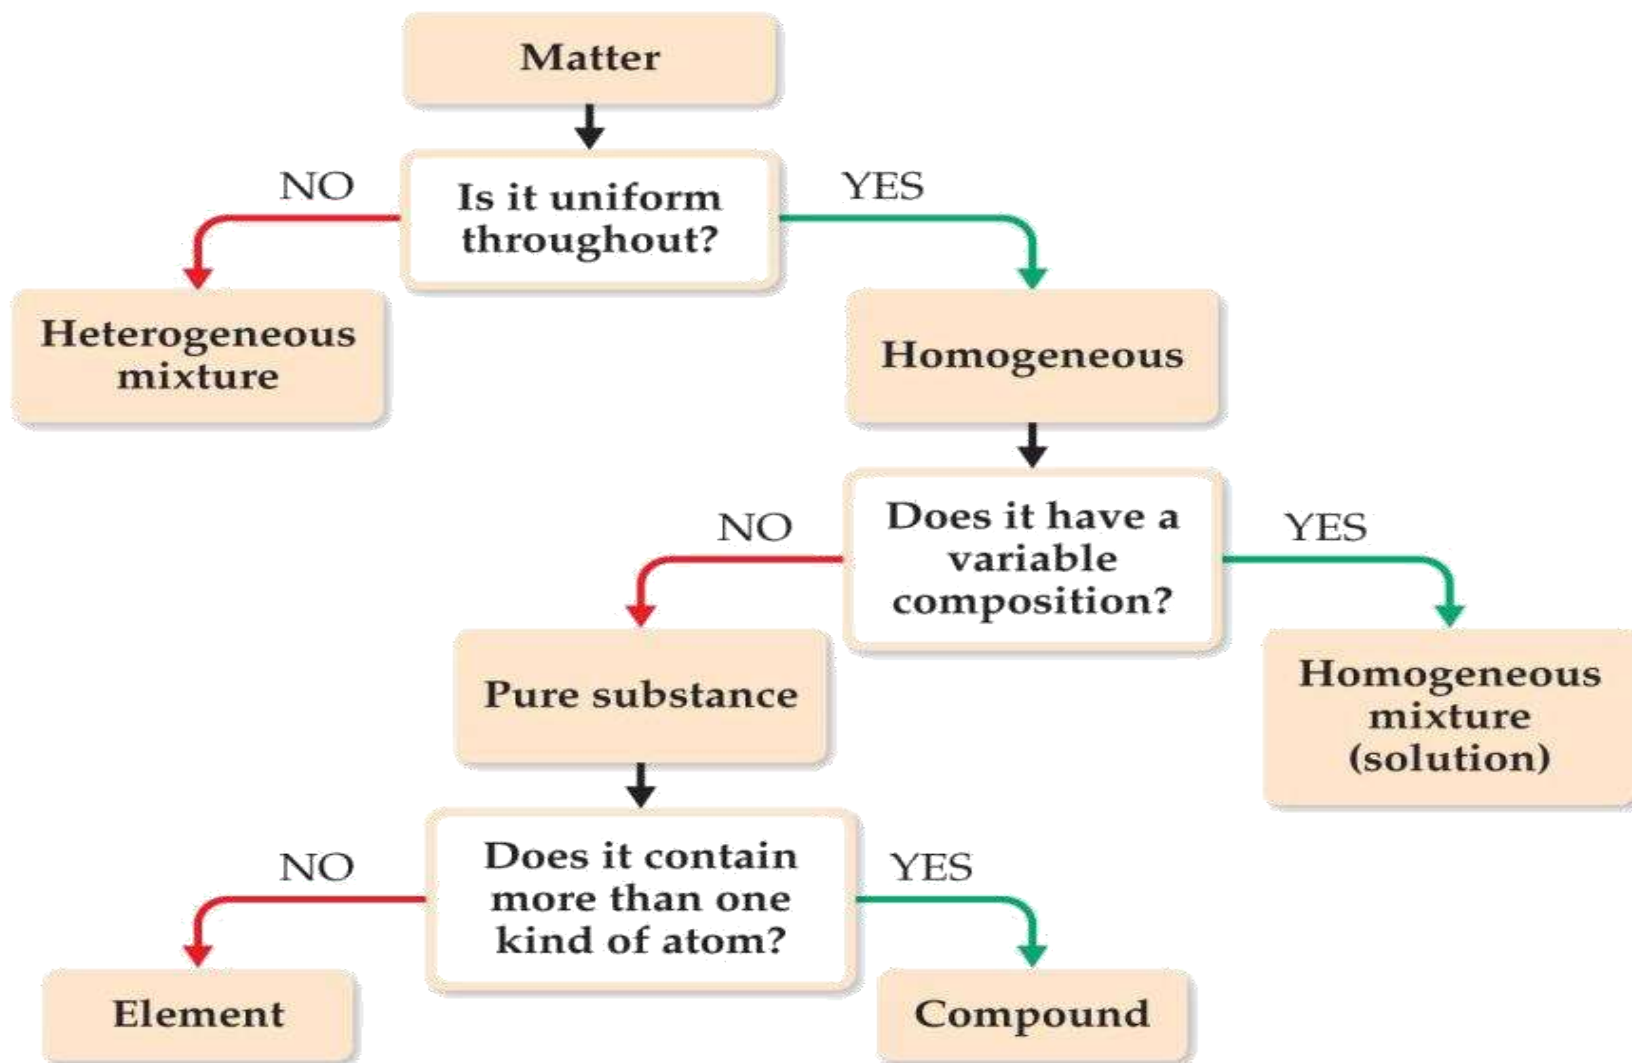 Matter
NO
Is it uniform
throughout?
YES
Heterogeneous
mixture
Homogeneous
NO
Does it have a
variable
composition?
YES
Pure substance
Homogeneous
mixture
(solution)
NO
Does it contain
more than one
kind of atom?
YES
Element
Compound